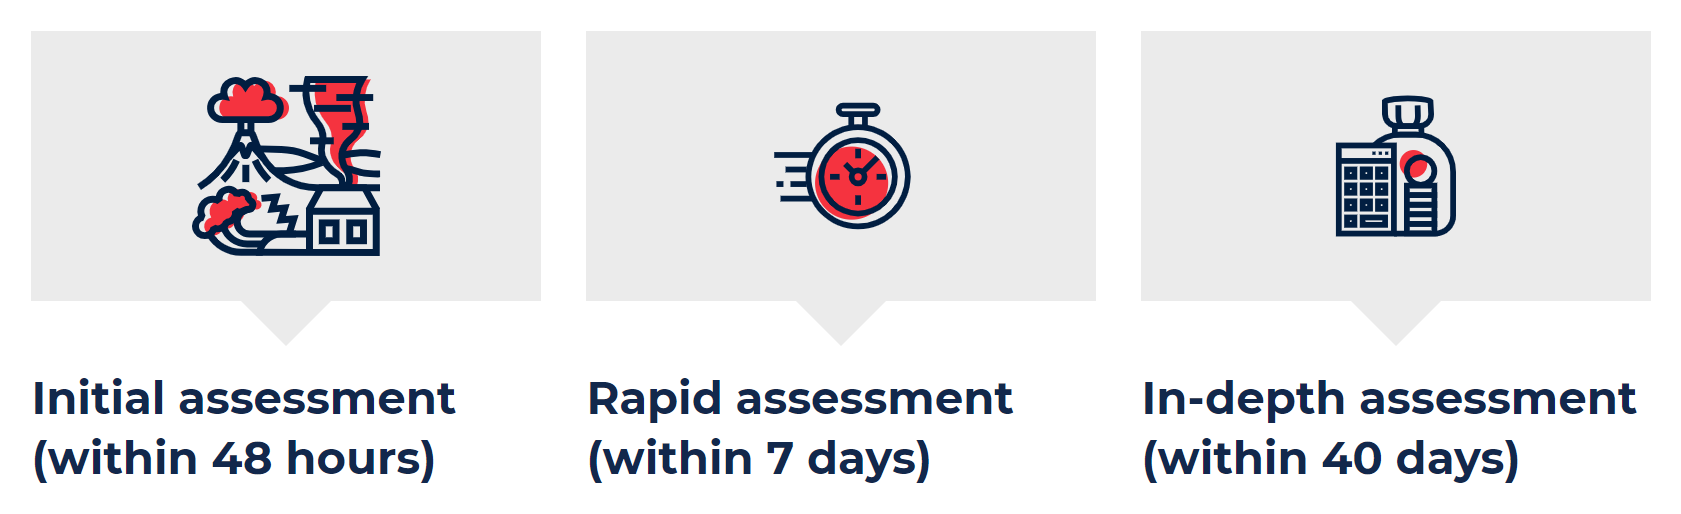 Initial assessment
(within 48 hours)
Rapid assessment
(within 7 days)
In-depth assessment
(within 40 days)